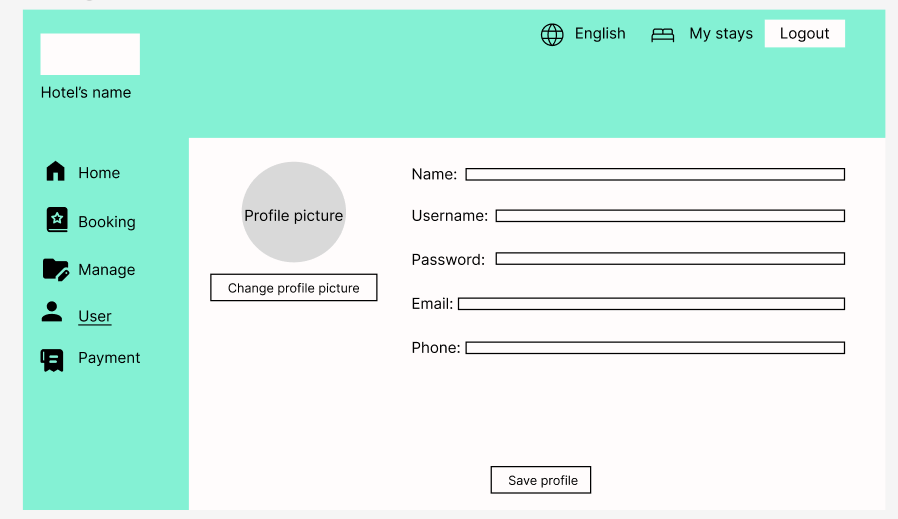 English
My stays
Logout
Hotel's name
Home
Booking
Manage
User
Payment
Profile picture
Change profile picture
Name:
Username:
Password:
Email:
Phone:
Save profile